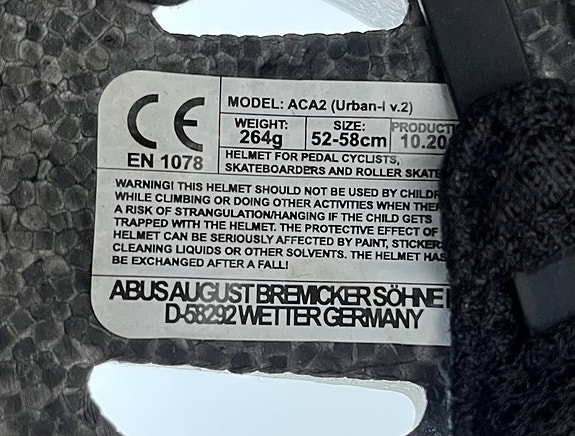 CE
EN 1078
MODEL: ACA2 (Urban-I v.2)
WEIGHT:
264g
SIZE:
52-58cm
10.20
HELMET FOR PEDAL CYCLISTS,
SKATEBOARDERS AND ROLLER
WARNING! THIS HELMET SHOULD NOT BE USED BY
WHILE CLIMBING OR DOING OTHER ACTIVITIES WHEN
A RISK OF STRANGULATION/HANGING IF THE CHILD GETS
TRAPPED WITH THE HELMET. THE PROTECTIVE EFFECT OF
HELMET CAN BE SERIOUSLY AFFECTED BY PAINT,
CLEANING LIQUIDS OR OTHER SOLVENTS. THE HELMET HAS
BE EXCHANGED AFTER A FALL!
ABUS AUGUST BREMICKER SÖHNE
D-58292 WETTER GERMANY